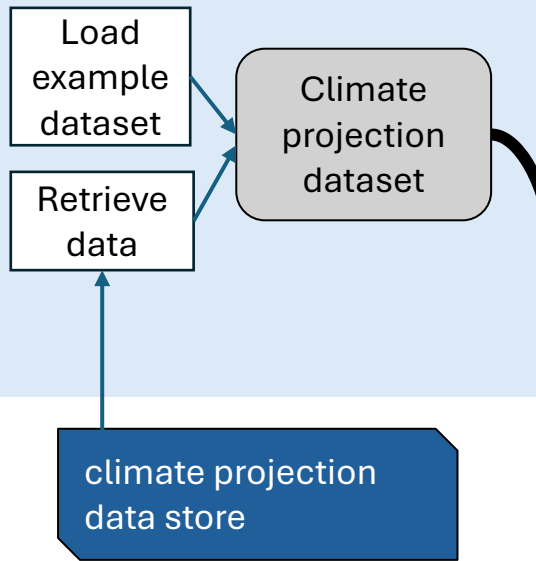 Load
example
dataset
Climate
projection
dataset
Retrieve
data
climate projection
data store